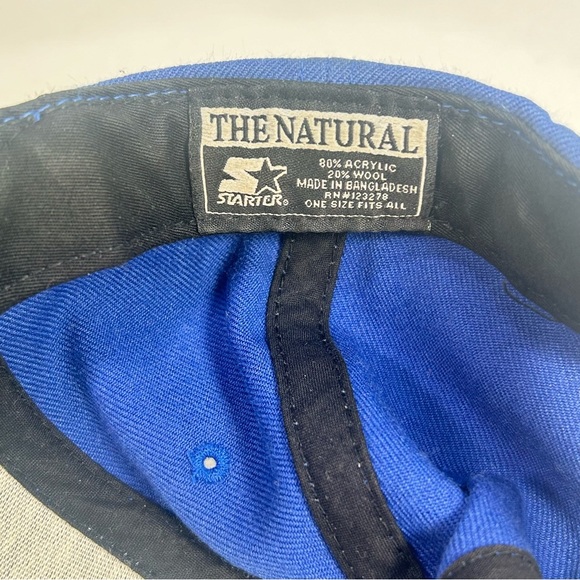 THE NATURAL
STARTER®
80% ACRYLIC
20% WOOL
MADE IN BANGLADESH
RN#123278
ONE SIZE FITS ALL